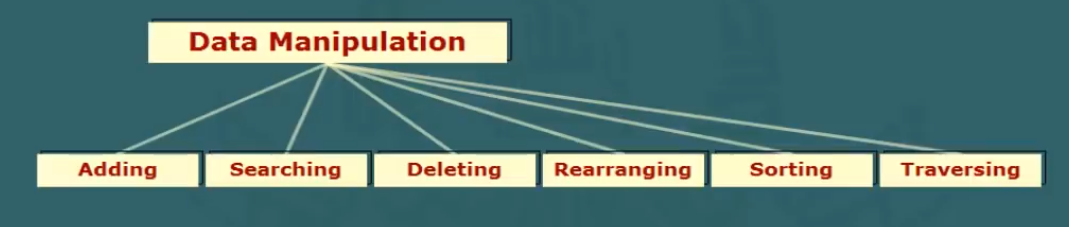 Data Manipulation
Adding
Searching
Deleting
Rearranging
Sorting
Traversing